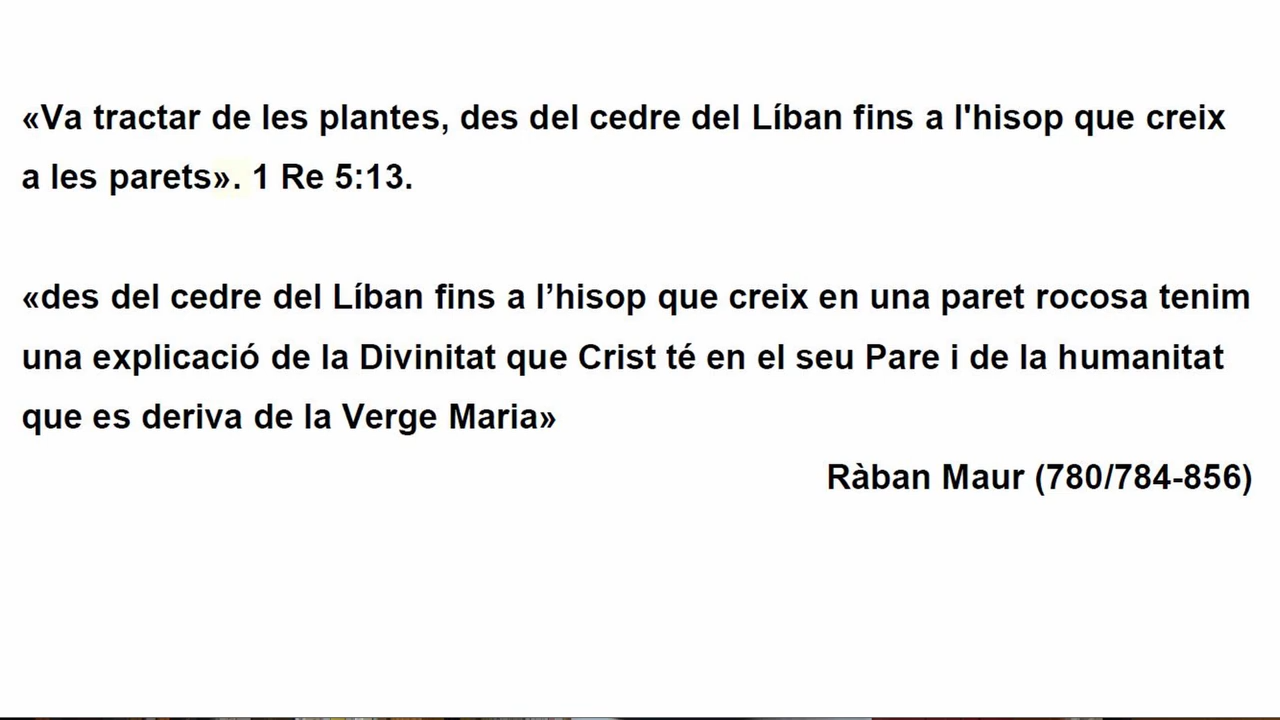 «Va tractar de les plantes, des del cedre del Líban fins a l'hisop que creix
a les parets». 1 Re 5:13.
«des del cedre del Líban fins a l’hisop que creix en una paret rocosa tenim
una explicació de la Divinitat que Crist té en el seu Pare i de la humanitat
que es deriva de la Verge Maria»
Ràban Maur (780/784-856)